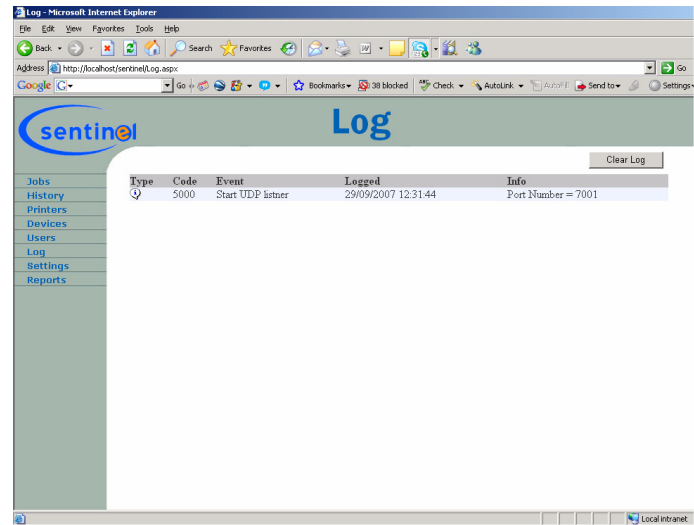 Log - Microsoft Internet Explorer
File Edit View Favorites Tools Help
Back Search Favorites
Address http://localhost/sentinel/Log.aspx Go
Google G Go Bookmarks 38 blocked Check AutoLink AutoFill Send to Settings
sentinel
Log
Clear Log
Type Code Event Logged Info
5000 Start UDP listner 29/09/2007 12:31:44 Port Number = 7001
Jobs
History
Printers
Devices
Users
Log
Settings
Reports
Local intranet